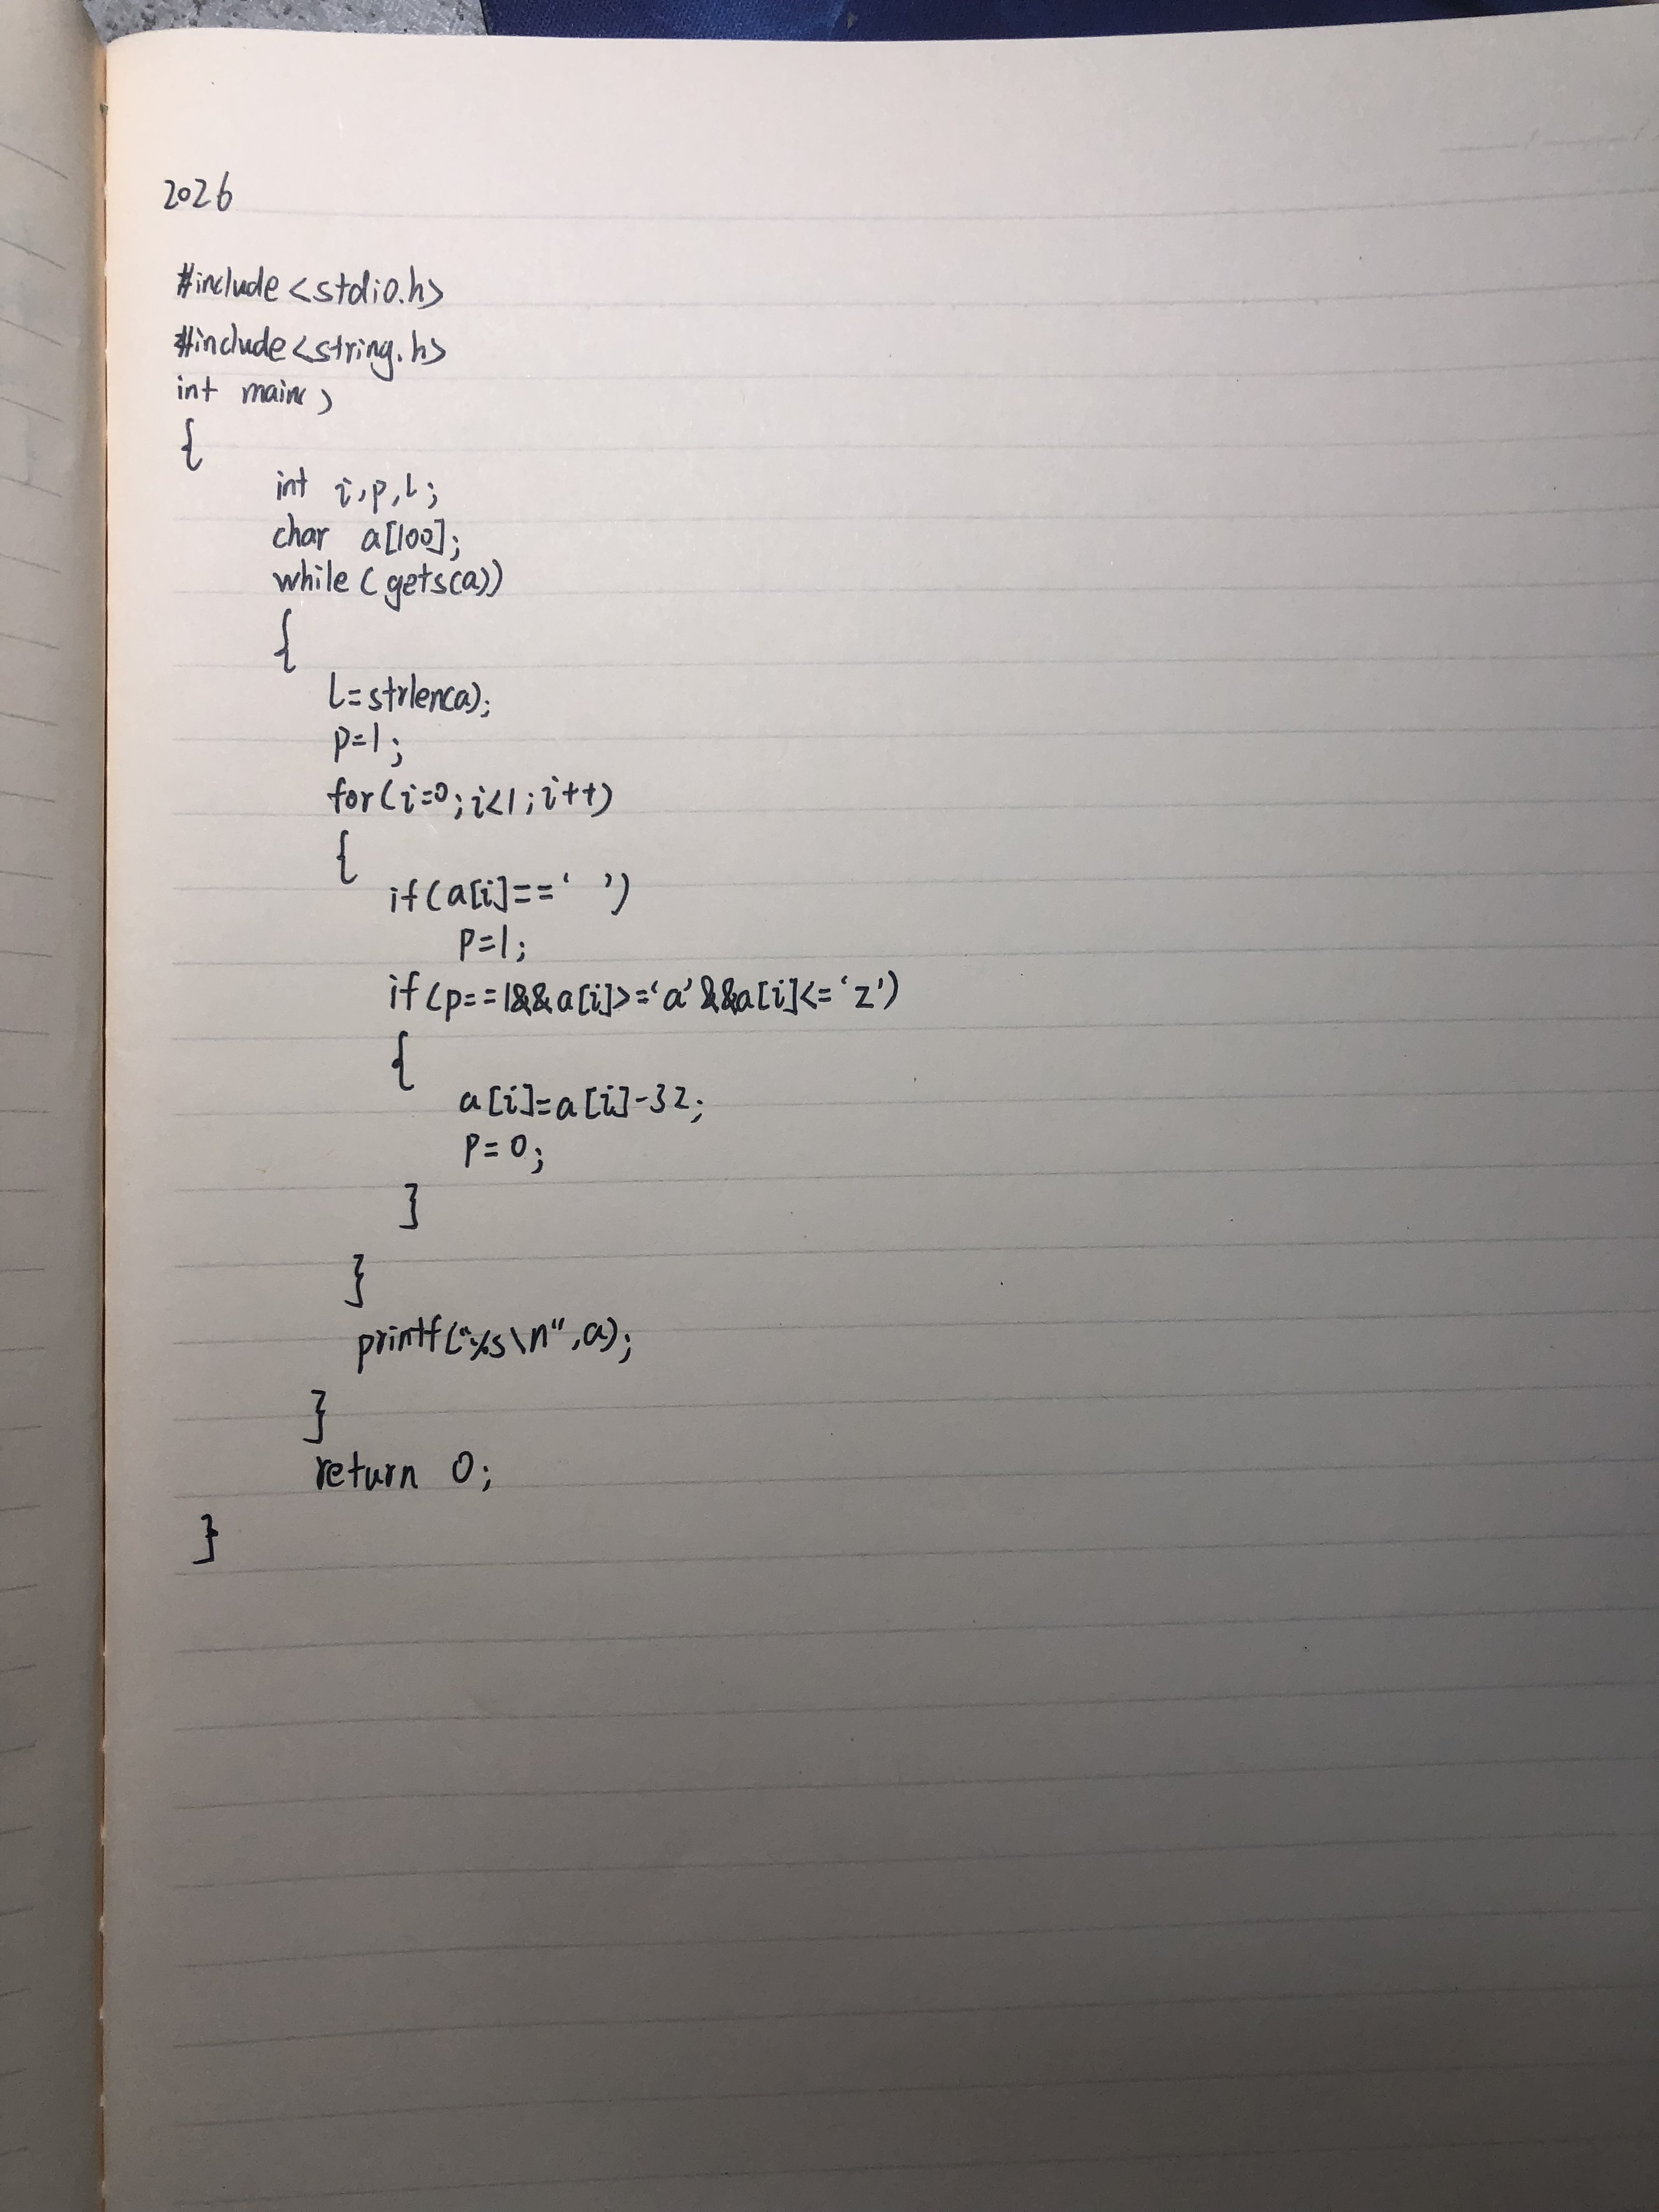 2026
#include<stdio.h>
#include<string.h>
int main()
{
int i,p,l;
char a[100];
while(gets(a))
{
l=strlen(a);
p=1;
for(i=0;i<1;i++)
{
if(a[i]==' ')
p=1;
if(p==1&&a[i]>='a'&&a[i]<='z')
{
a[i]=a[i]-32;
p=0;
}
}
printf("%s\n",a);
}
return 0;
}